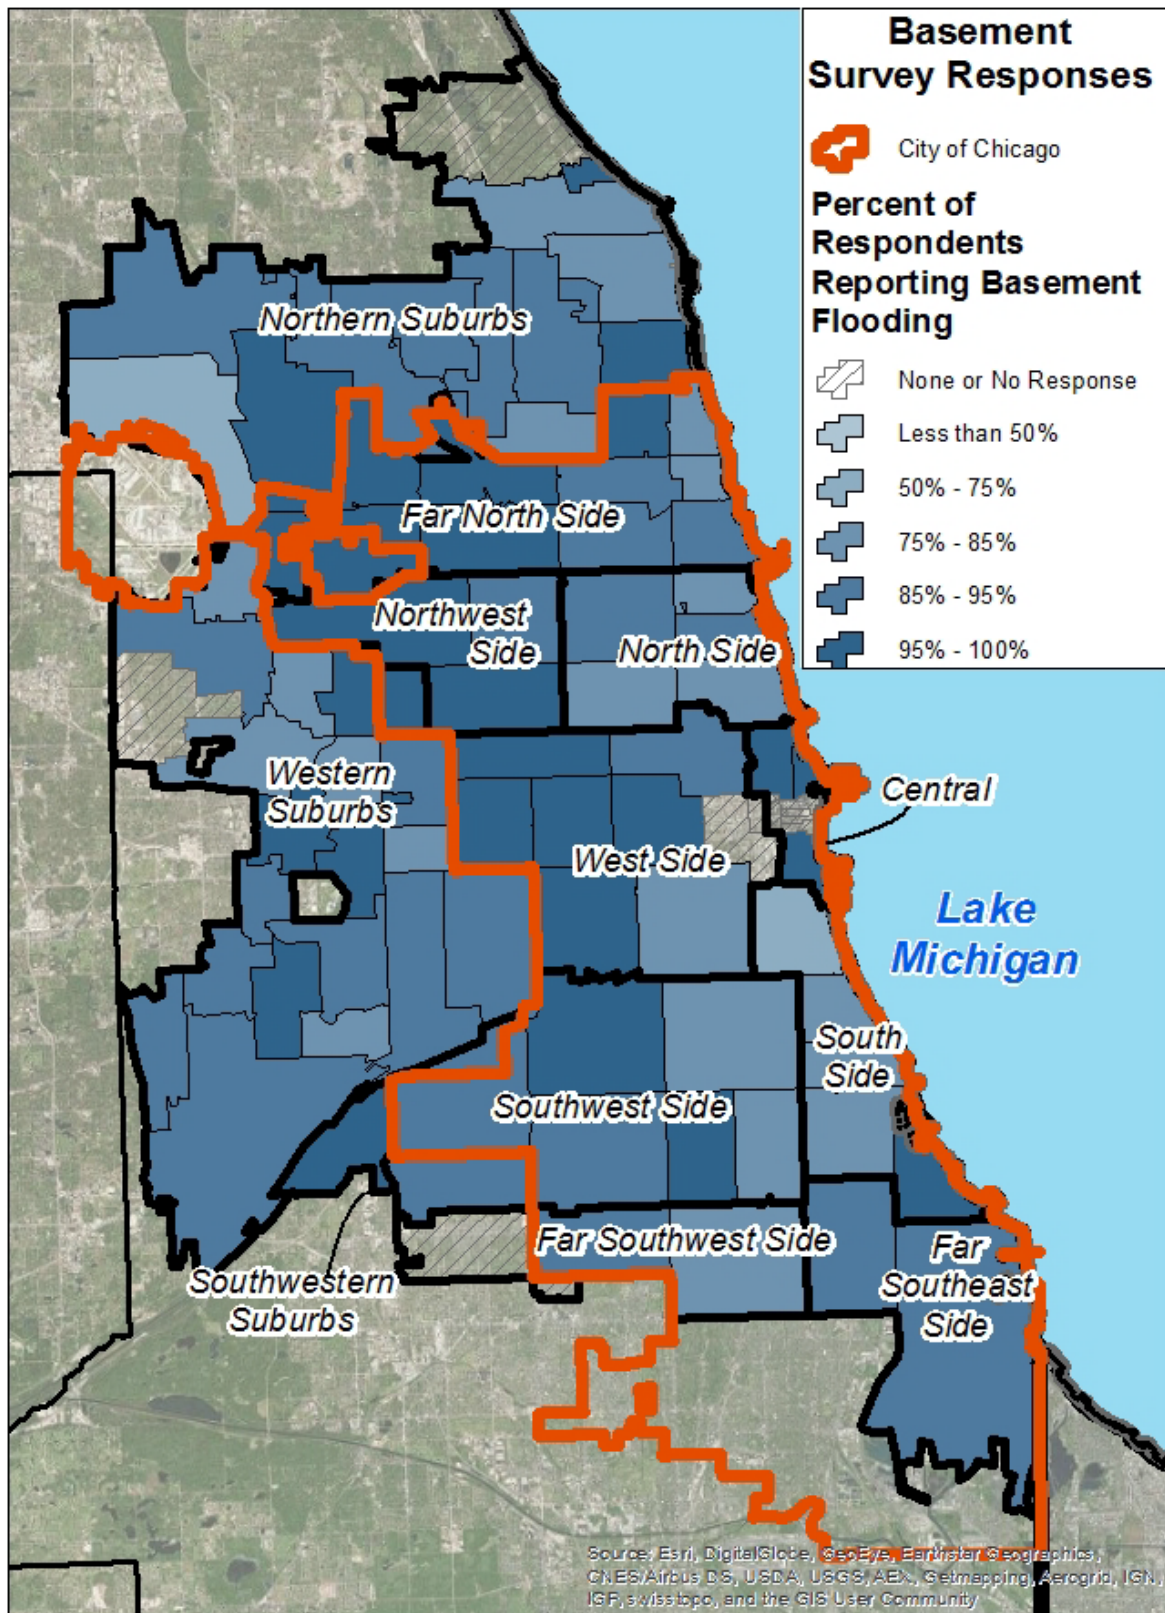 Basement
Survey Responses
City of Chicago
Percent of
Respondents
Reporting Basement
Flooding
None or No Response
Less than 50%
50% - 75%
75% - 85%
85% - 95%
95% - 100%
Northern Suburbs
Far North Side
Northwest
Side
North Side
Western
Suburbs
Central
West Side
Lake
Michigan
South
Side
Southwest Side
Far Southwest Side
Far
Southeast
Side
Southwestern
Suburbs
Source: Esri, DigitalGlobe, GeoEye, Earthstar Geographics,
CNES/Airbus DS, USDA, USGS, AEX, Getmapping, Aerogrid, IGN,
IGP, swisstopo, and the GIS User Community